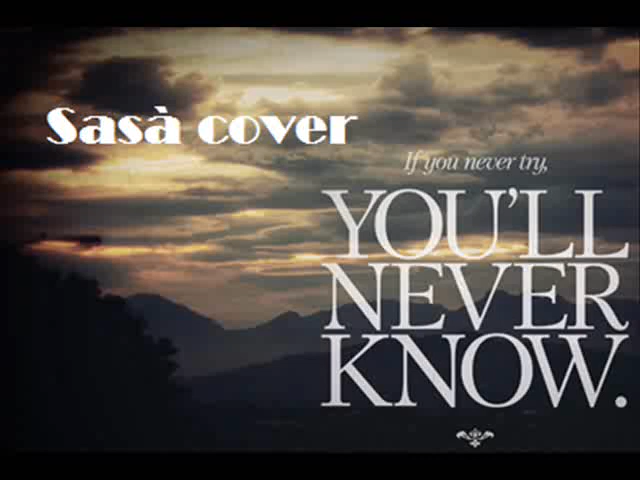 Sasà cover
If you never try,
YOU'LL
NEVER
KNOW.